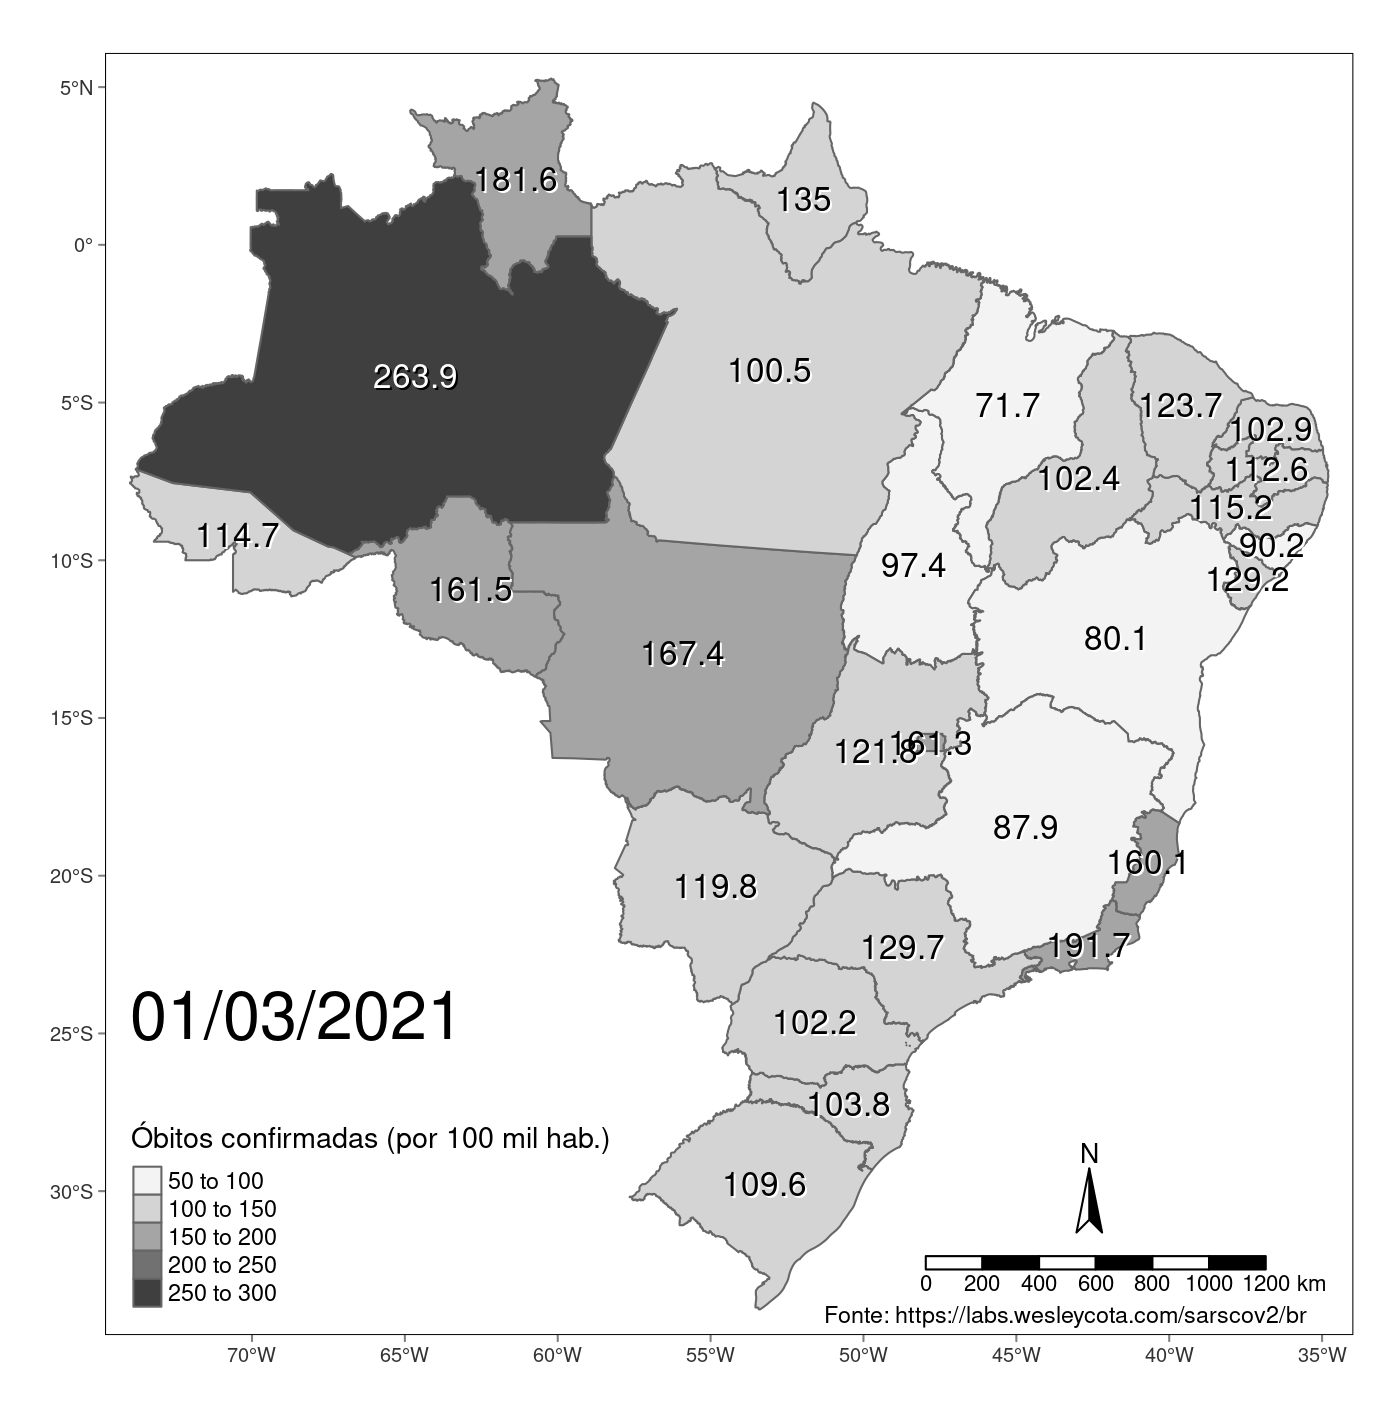 5°N
0°
5°S
10°S
15°S
20°S
25°S
30°S
181.6
135
263.9
100.5
71.7
123.7
102.9
102.4
112.6
115.2
90.2
114.7
97.4
129.2
161.5
167.4
80.1
121.8
161.3
87.9
160.1
119.8
129.7
191.7
01/03/2021
102.2
103.8
109.6
Óbitos confirmadas (por 100 mil hab.)
50 to 100
100 to 150
150 to 200
200 to 250
250 to 300
N
0 200 400 600 800 1000 1200 km
Fonte: https://labs.wesleycota.com/sarscov2/br
70°W 65°W 60°W 55°W 50°W 45°W 40°W 35°W